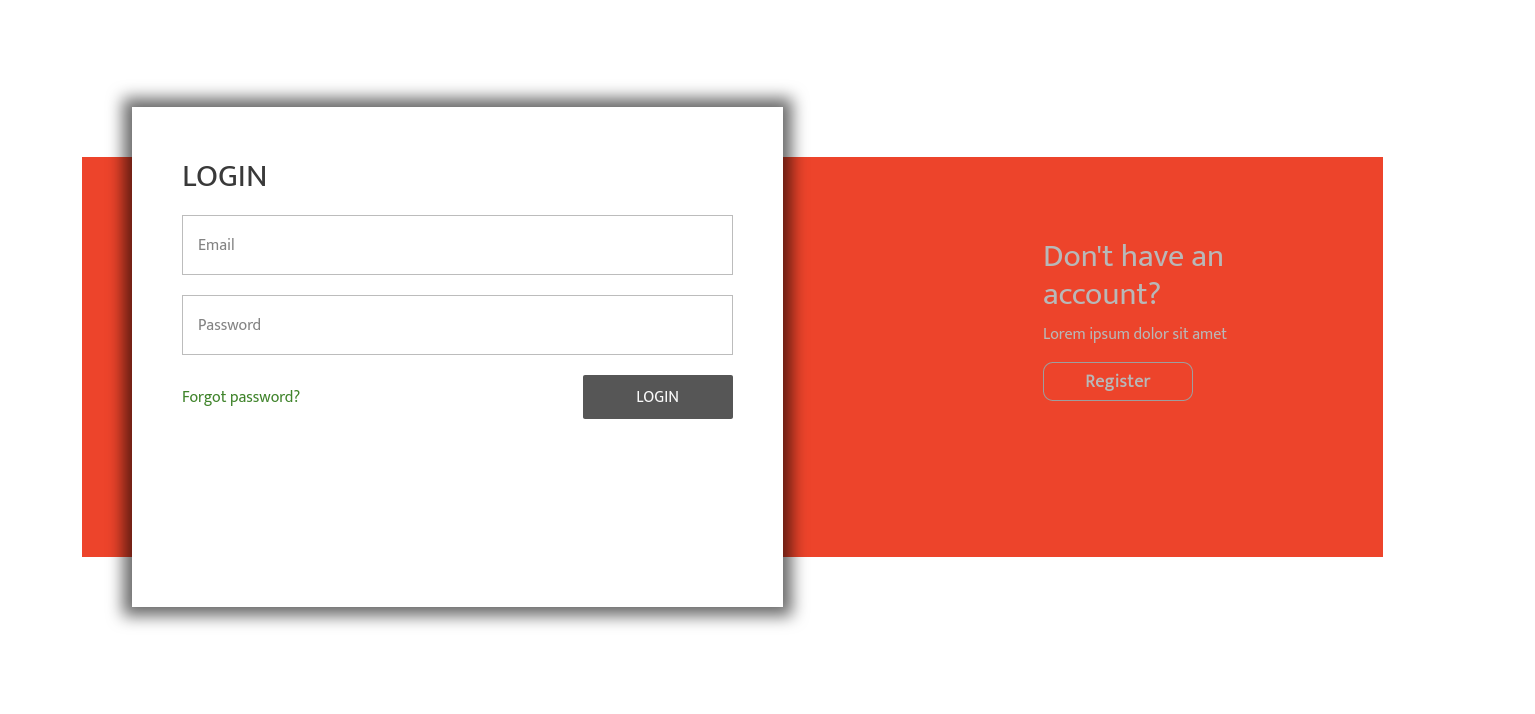 LOGIN
Email
Password
Forgot password?
LOGIN
Don't have an
account?
Lorem ipsum dolor sit amet
Register